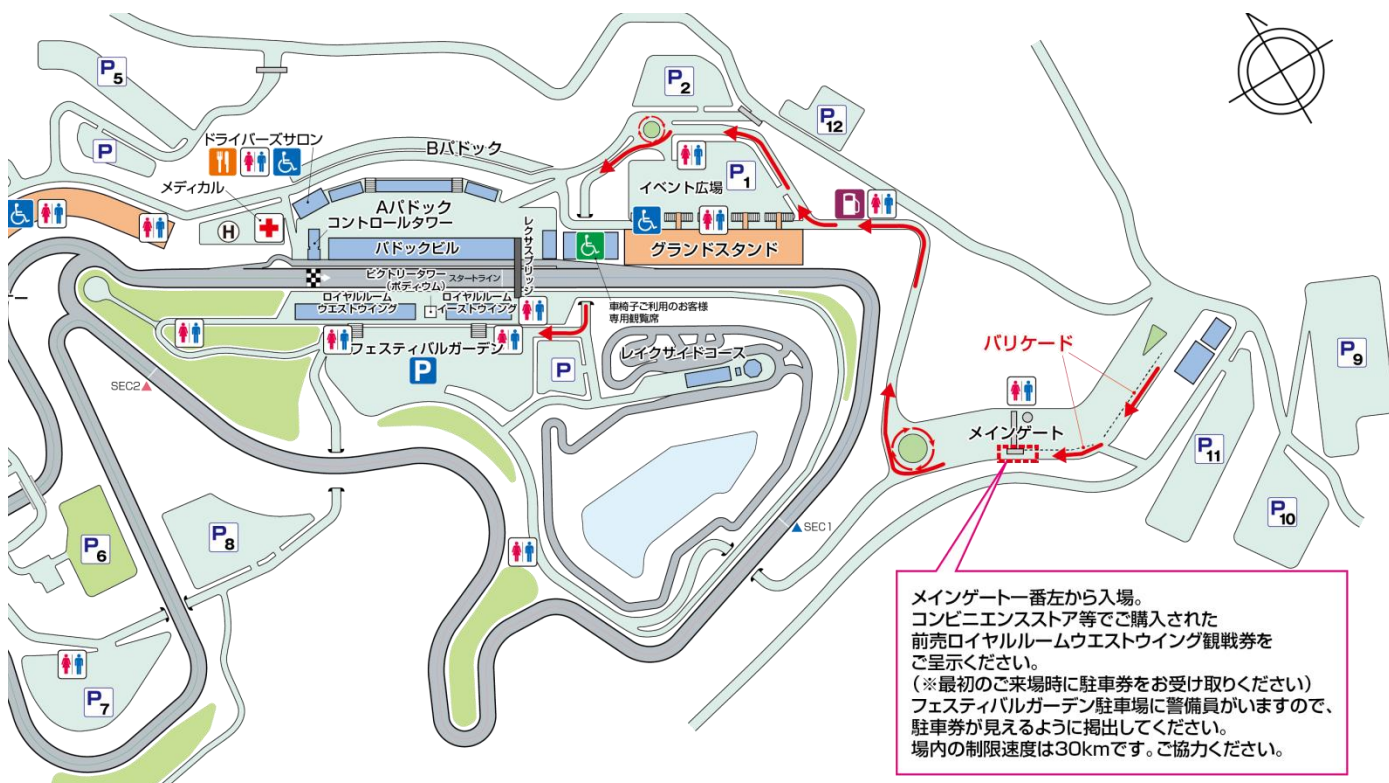 P5
P2
P12
P
ドライバーズサロン
Bパドック
メディカル
イベント広場
P1
H
Aパドック
コントロールタワー
パドックビル
レクサスブリッジ
グランドスタンド
ビクトリータワー
(ポディウム)
スタートライン
ロイヤルルーム
ウエストウイング
ロイヤルルーム
イーストウイング
車椅子ご利用のお客様
専用観覧席
フェスティバルガーデン
P
P
レイクサイドコース
バリケード
P9
SEC2
メインゲート
P11
P10
SEC1
P6
P8
P7
メインゲート一番左から入場。
コンビニエンスストア等でご購入された
前売ロイヤルルームウエストウイング観戦券を
ご呈示ください。
(※最初のご来場時に駐車券をお受け取りください)
フェスティバルガーデン駐車場に警備員がいますので、
駐車券が見えるように掲出してください。
場内の制限速度は30kmです。ご協力ください。